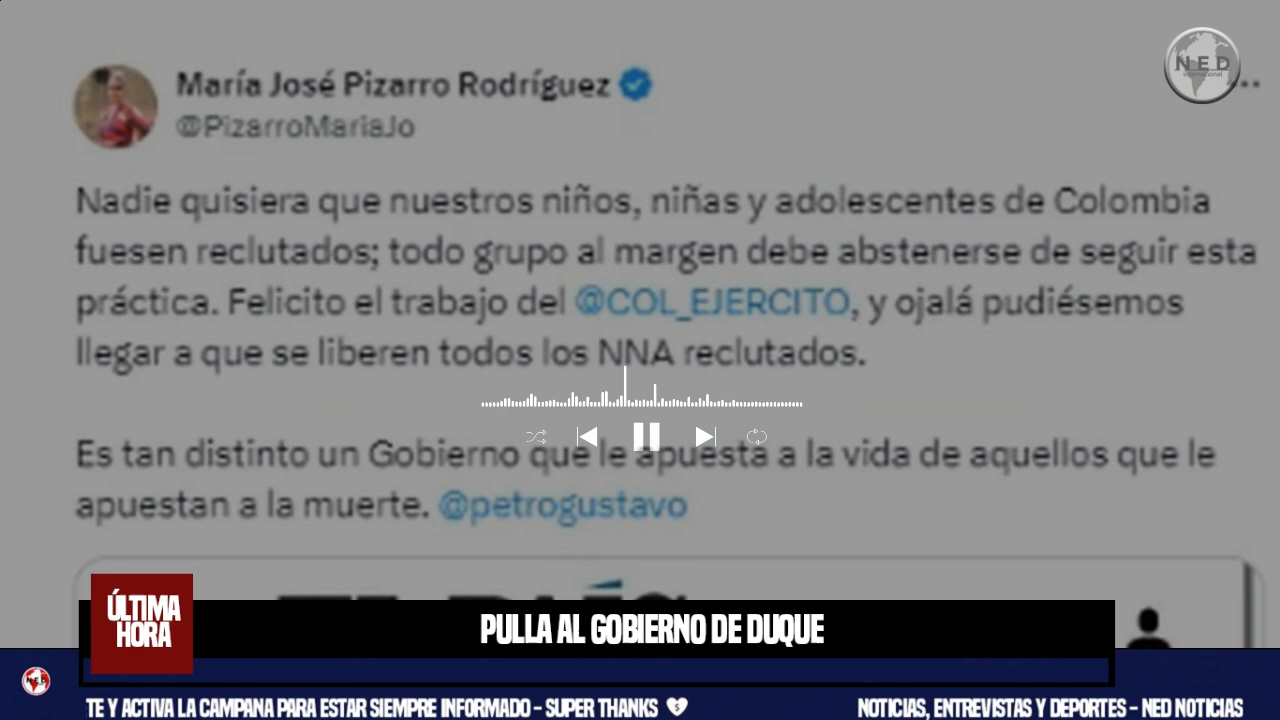 María José Pizarro Rodríguez
@PizarroMariaJo
NED
internacional
Nadie quisiera que nuestros niños, niñas y adolescentes de Colombia
fuesen reclutados; todo grupo al margen debe abstenerse de seguir esta
práctica. Felicito el trabajo del @COL_EJERCITO, y ojalá pudiésemos
llegar a que se liberen todos los NNA reclutados.
Es tan distinto un Gobierno que le apuesta a la vida de aquellos que le
apuestan a la muerte. @petrogustavo
ÚLTIMA
HORA
PULLA AL GOBIERNO DE DUQUE
NED
TE Y ACTIVA LA CAMPANA PARA ESTAR SIEMPRE INFORMADO - SUPER THANKS
NOTICIAS, ENTREVISTAS Y DEPORTES - NED NOTICIAS